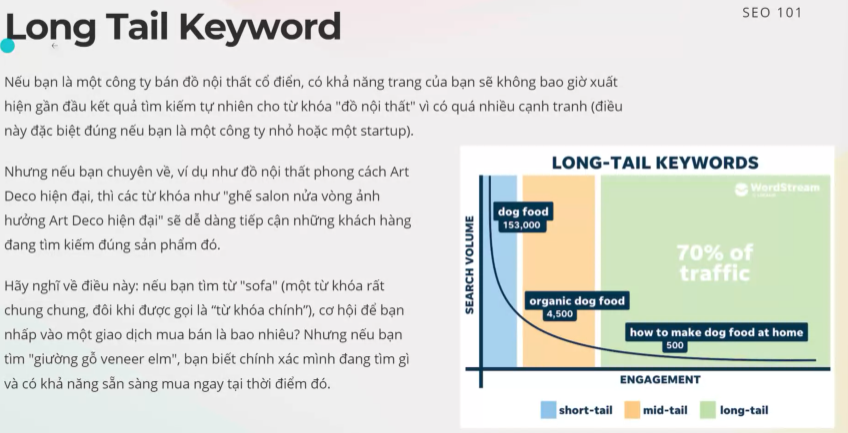 SEO 101
Long Tail Keyword
Nếu bạn là một công ty bán đồ nội thất cổ điển, có khả năng trang của bạn sẽ không bao giờ xuất
hiện gần đầu kết quả tìm kiếm tự nhiên cho từ khóa "đồ nội thất" vì có quá nhiều cạnh tranh (điều
này đặc biệt đúng nếu bạn là một công ty nhỏ hoặc một startup).
Nhưng nếu bạn chuyên về, ví dụ như đồ nội thất phong cách Art
Deco hiện đại, thì các từ khóa như "ghế salon nửa vòng ảnh
hưởng Art Deco hiện đại" sẽ dễ dàng tiếp cận những khách hàng
đang tìm kiếm đúng sản phẩm đó.
Hãy nghĩ về điều này: nếu bạn tìm từ "sofa" (một từ khóa rất
chung chung, đôi khi được gọi là “từ khóa chính”), cơ hội để bạn
nhấp vào một giao dịch mua bán là bao nhiêu? Nhưng nếu bạn
tìm "giường gỗ veneer elm", bạn biết chính xác mình đang tìm gì
và có khả năng sẵn sàng mua ngay tại thời điểm đó.
LONG-TAIL KEYWORDS
WordStream
SEARCH VOLUME
dog food
153,000
70% of
traffic
organic dog food
4,500
how to make dog food at home
500
ENGAGEMENT
short-tail
mid-tail
long-tail